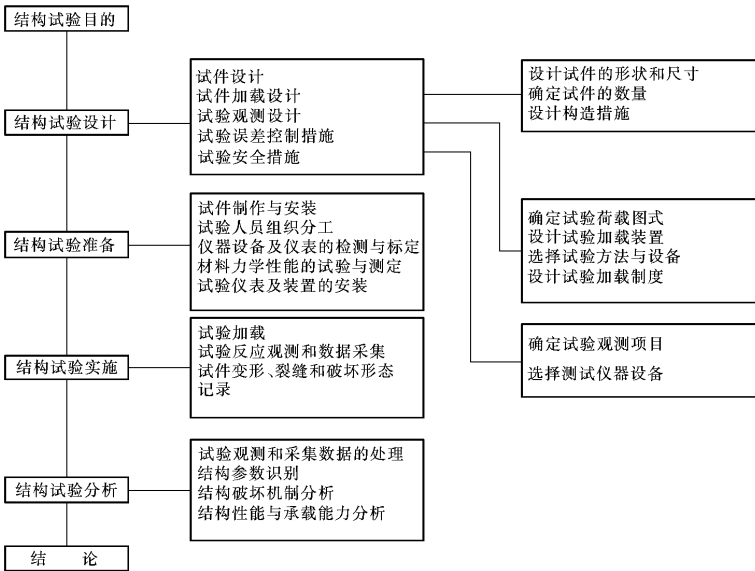 结构试验目的
结构试验设计
试件设计
试件加载设计
试验观测设计
试验误差控制措施
试验安全措施
设计试件的形状和尺寸
确定试件的数量
设计构造措施
确定试验荷载图式
设计试验加载装置
选择试验方法与设备
设计试验加载制度
确定试验观测项目
选择测试仪器设备
结构试验准备
试件制作与安装
试验人员组织分工
仪器设备及仪表的检测与标定
材料力学性能的试验与测定
试验仪表及装置的安装
结构试验实施
试验加载
试验反应观测和数据采集
试件变形、裂缝和破坏形态
记录
结构试验分析
试验观测和采集数据的处理
结构参数识别
结构破坏机制分析
结构性能与承载能力分析
结 论